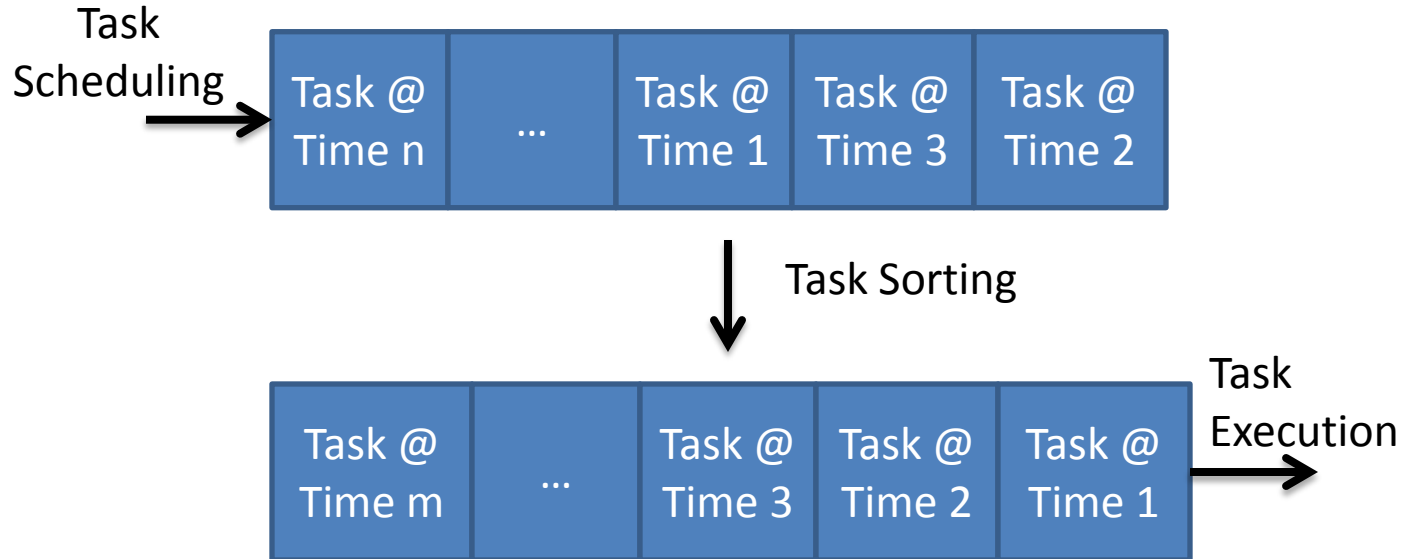 Task
Scheduling
Task @
Time n
...
Task @
Time 1
Task @
Time 3
Task @
Time 2
Task Sorting
Task @
Time m
...
Task @
Time 3
Task @
Time 2
Task @
Time 1
Task
Execution